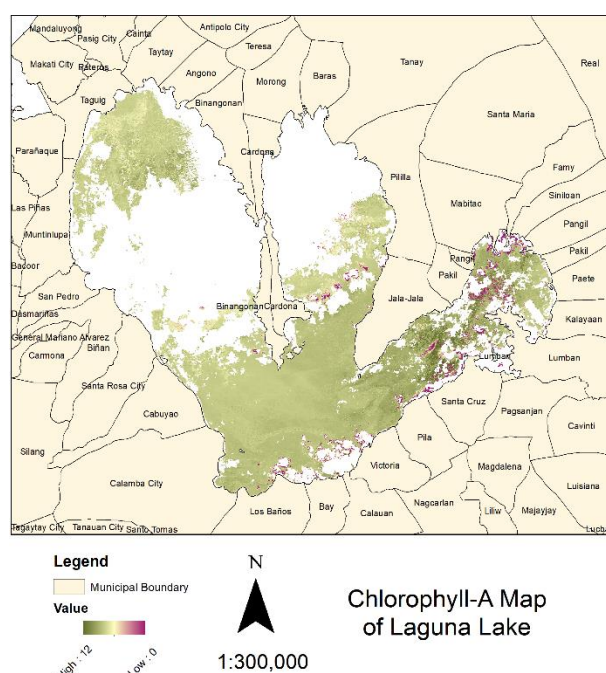 Mandaluyong
Pasig City
Cainta
Antipolo City
Makati City
Pateros
Taytay
Teresa
Taguig
Angono
Morong
Baras
Tanay
Real
Binangonan
Santa Maria
Parañaque
Cardona
Pililla
Famy
Las Piñas
Mabitac
Siniloan
Muntinlupa
Pangil
Pangil
Bacoor
Pakil
Pakil
Paete
San Pedro
Binangonan
Cardona
Jala-Jala
Dasmariñas
Kalayaan
General Mariano Alvarez
Carmona
Biñan
Lumban
Lumban
Santa Rosa City
Santa Cruz
Cabuyao
Pagsanjan
Cavinti
Silang
Pila
Calamba City
Victoria
Magdalena
Luisiana
Los Baños
Bay
Calauan
Nagcarlan
Liliw
Majayjay
Tagaytay City
Tanauan City
Santo Tomas
Legend
Municipal Boundary
Value
High : 12
Low : 0
N
1:300,000
Chlorophyll-A Map
of Laguna Lake